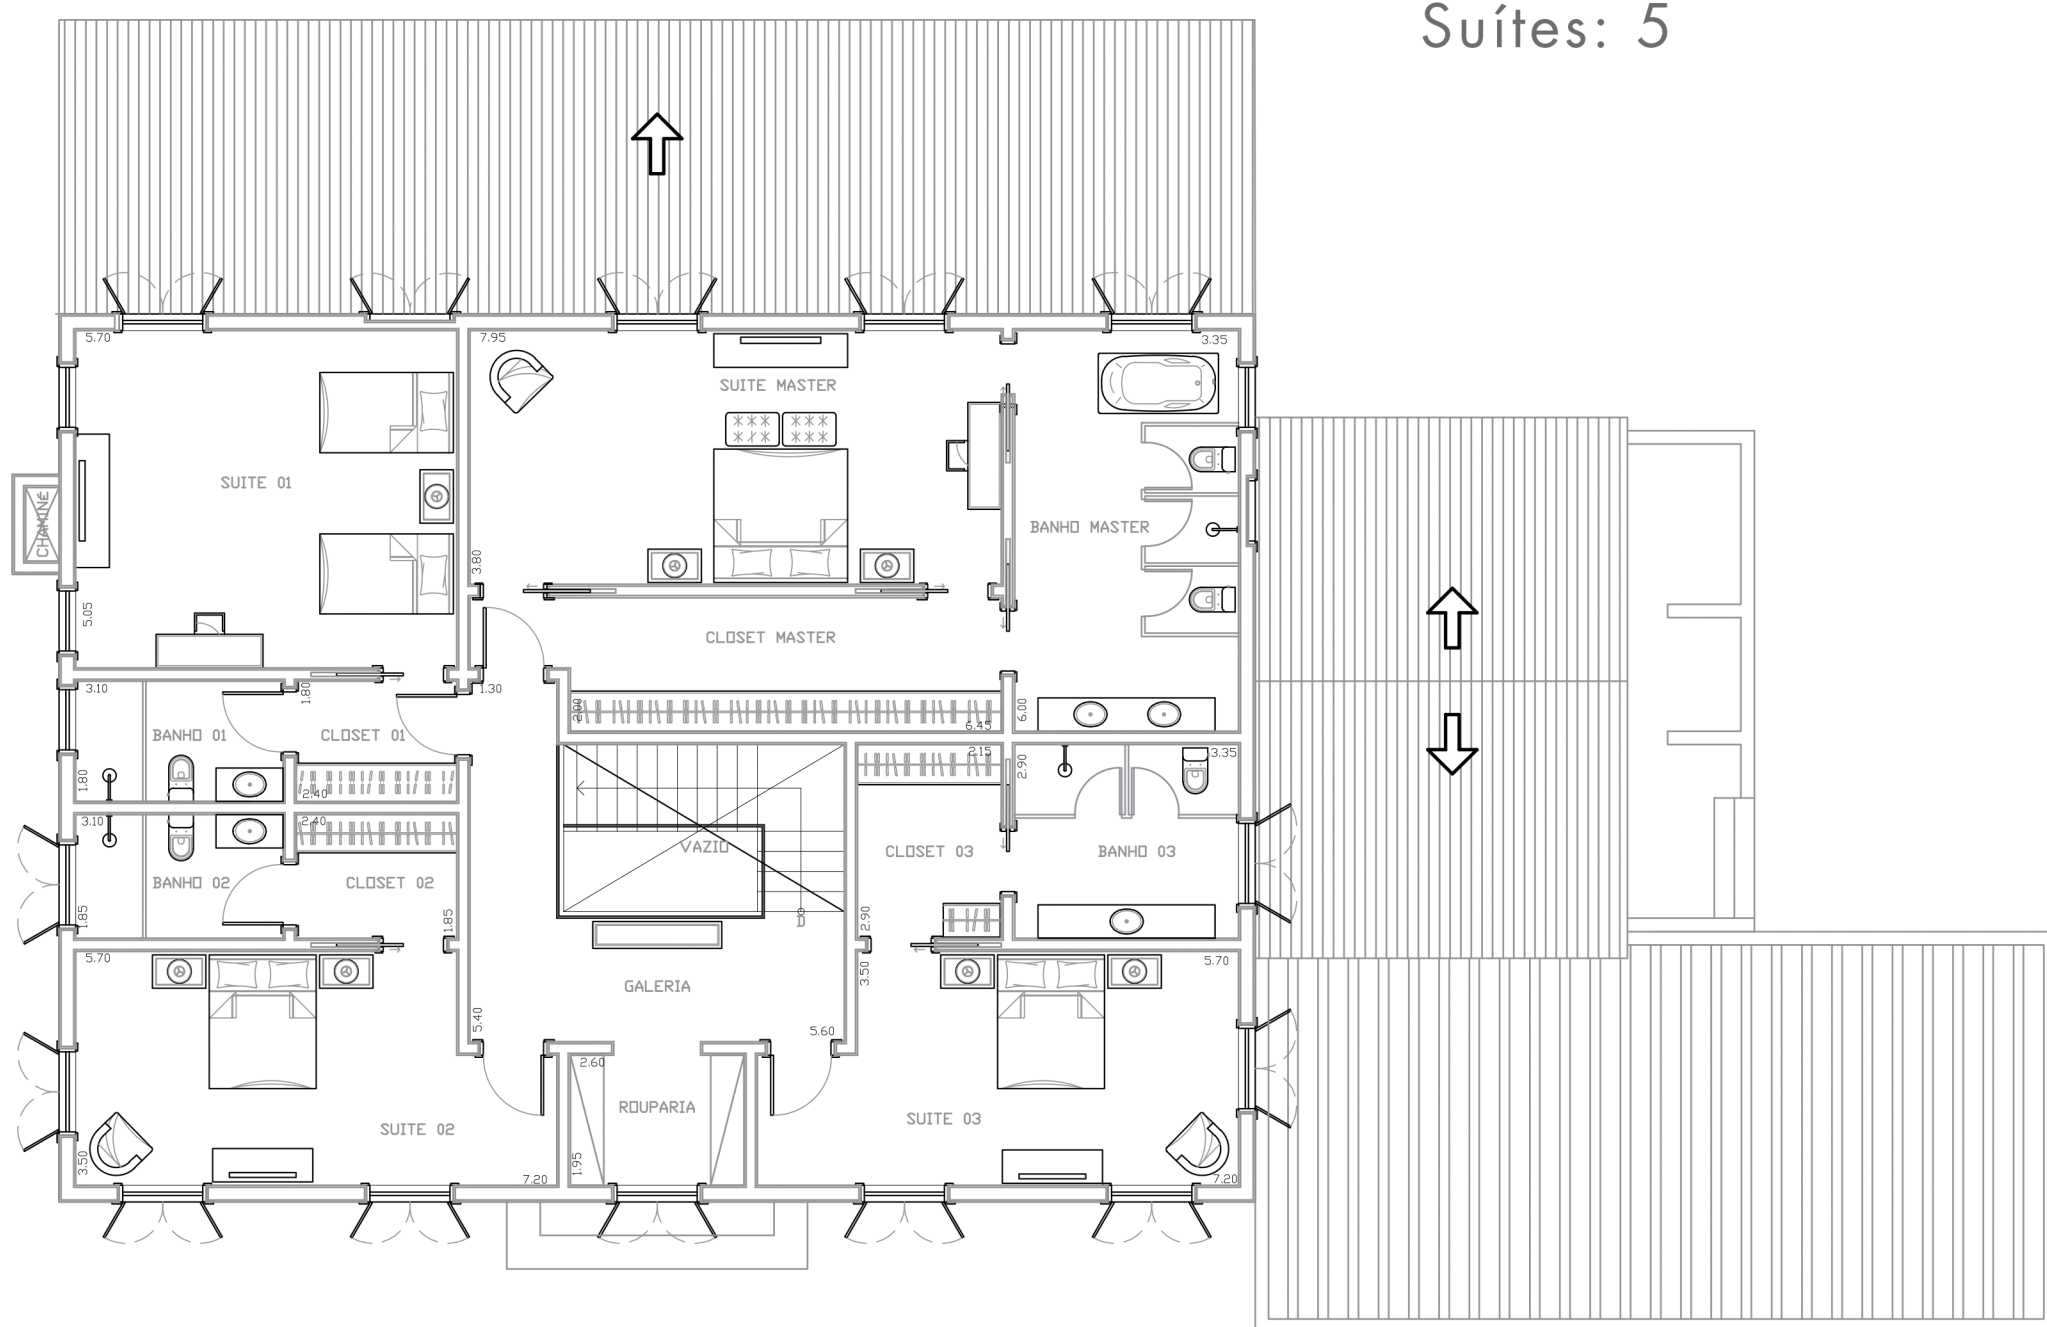 Suítes: 5
5.70
7.95
3.35
SUITE MASTER
SUITE 01
CHAMINÉ
BANHO MASTER
3.80
5.05
CLOSET MASTER
3.10
1.80
1.30
2.00
6.45
6.00
BANHO 01
CLOSET 01
2.15
2.90
3.35
1.80
2.40
3.10
2.40
VAZIO
CLOSET 03
BANHO 03
BANHO 02
CLOSET 02
1.85
1.85
2.90
D
5.70
3.50
5.70
GALERIA
5.40
5.60
2.60
ROUPARIA
SUITE 02
SUITE 03
3.50
1.95
7.20
7.20